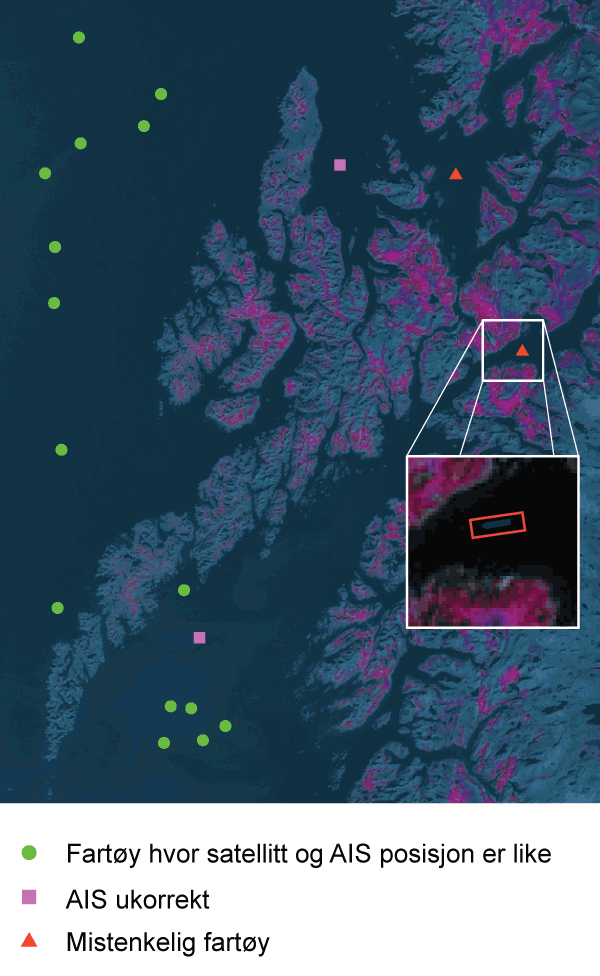 Fartøy hvor satellitt og AIS posisjon er like
AIS ukorrekt
Mistenkelig fartøy